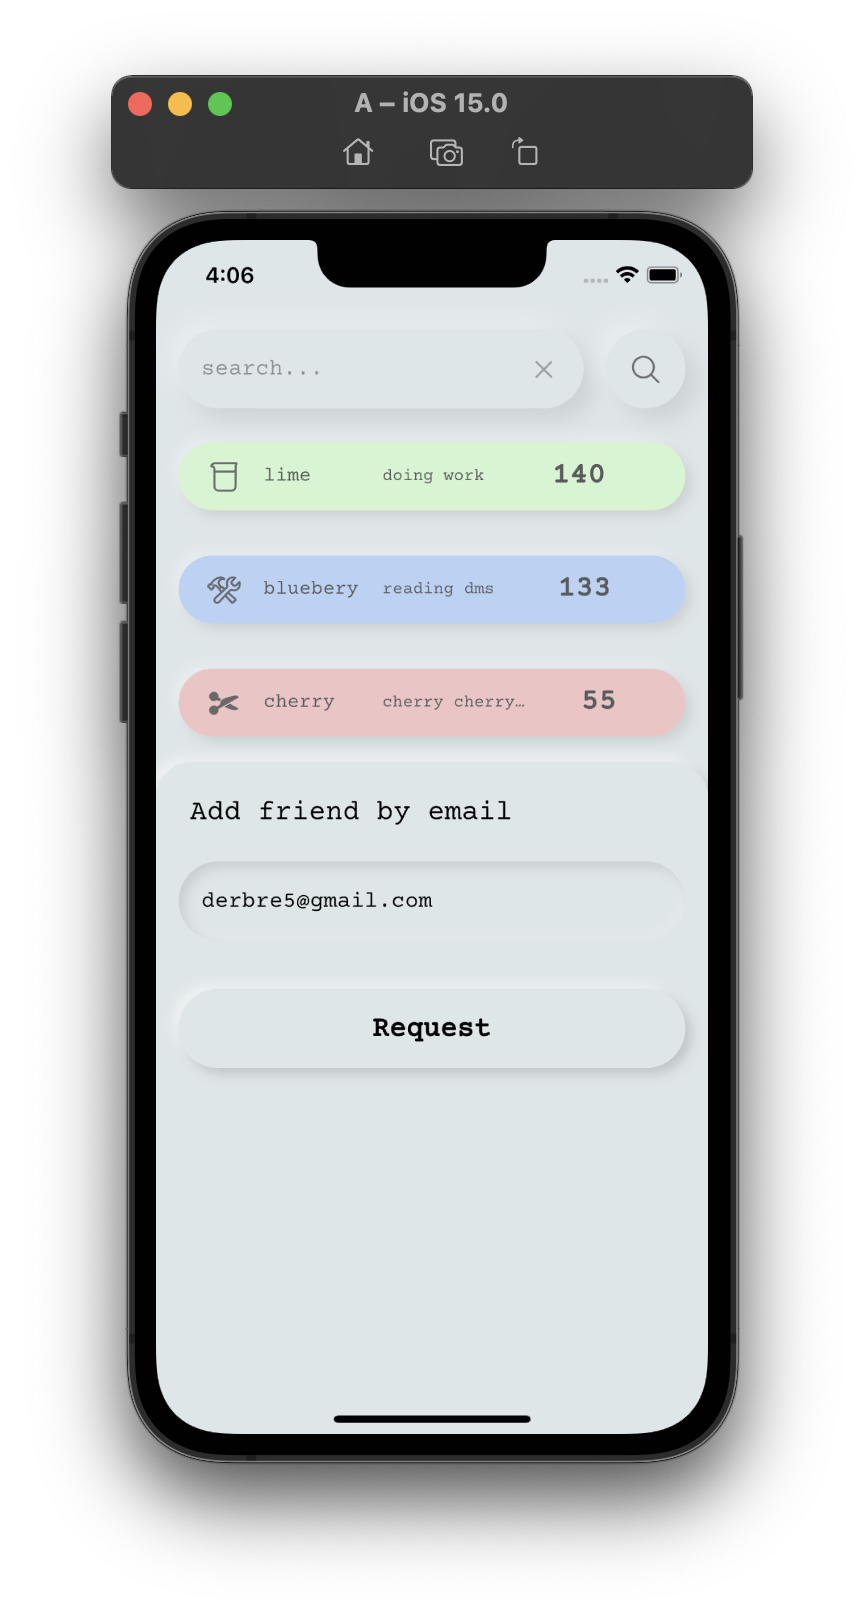 A – iOS 15.0
4:06
search...
lime doing work 140
bluebery reading dms 133
cherry cherry cherry… 55
Add friend by email
derbre5@gmail.com
Request